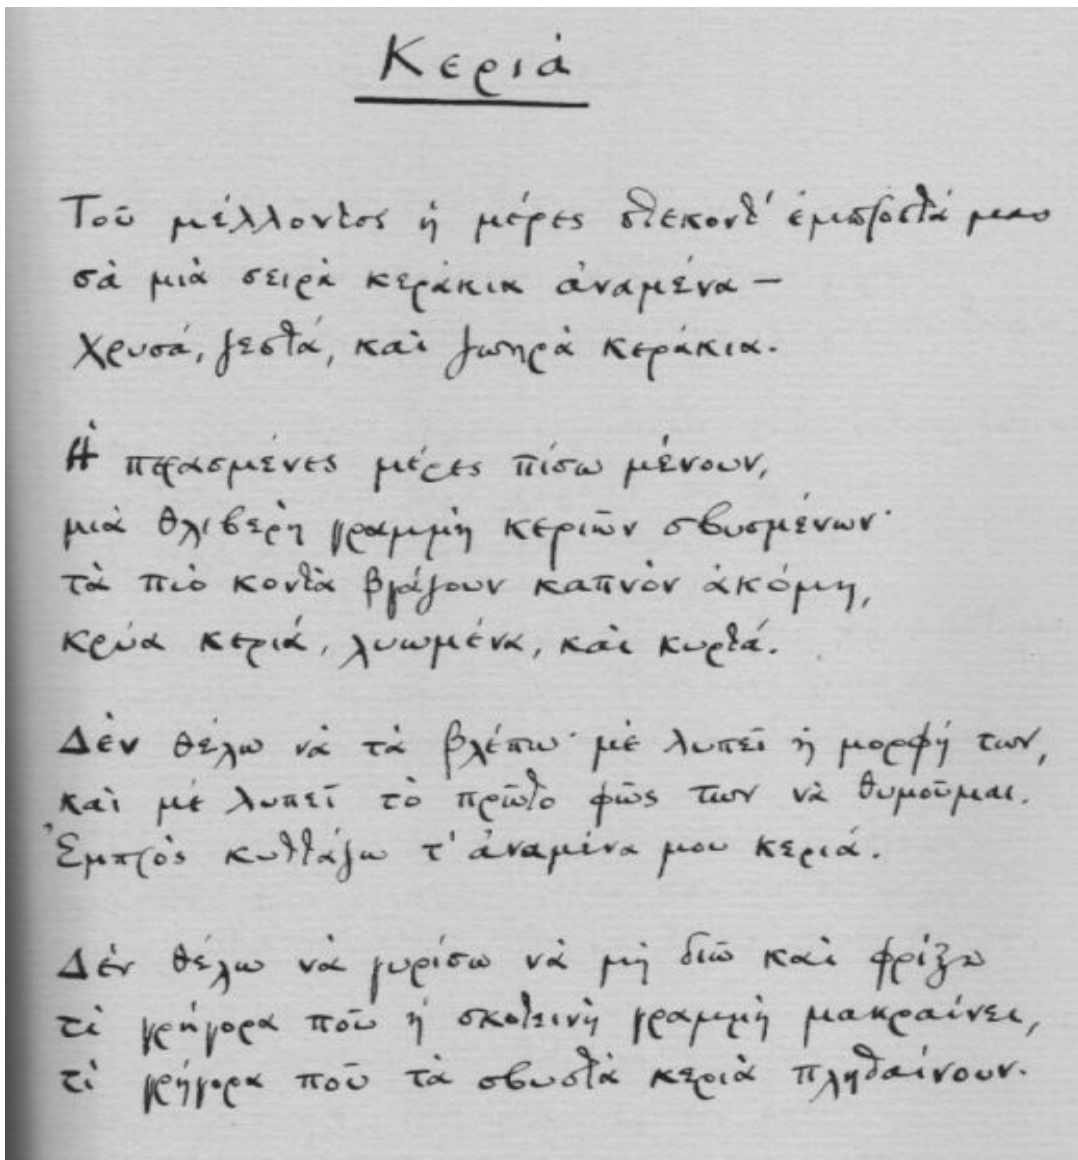 Κεριά
Τοῦ μέλλοντος ἡ μέρες στέκοντ' ἐμπροστά μας
σὰ μιὰ σειρὰ κεράκια ἀναμένα —
χρυσά, ζεστά, καὶ ζωηρὰ κεράκια.
Ἡ περασμένες μέρες πίσω μένουν,
μιὰ θλιβερὴ γραμμὴ κεριῶν σβυσμένων·
τὰ πιὸ κοντὰ βγάζουν καπνὸν ἀκόμη,
κρύα κεριά, λυωμένα, καὶ κυρτά.
Δὲν θέλω νὰ τὰ βλέπω· μὲ λυπεῖ ἡ μορφή των,
καὶ μὲ λυπεῖ τὸ πρῶτο φῶς των νὰ θυμοῦμαι.
Ἐμπρὸς κυττάζω τ' ἀναμένα μου κεριά.
Δὲν θέλω νὰ γυρίσω νὰ μὴ διῶ καὶ φρίξω
τὶ γρήγορα ποῦ ἡ σκοτεινὴ γραμμὴ μακραίνει,
τὶ γρήγορα ποῦ τὰ σβυστὰ κεριὰ πληθαίνουν.